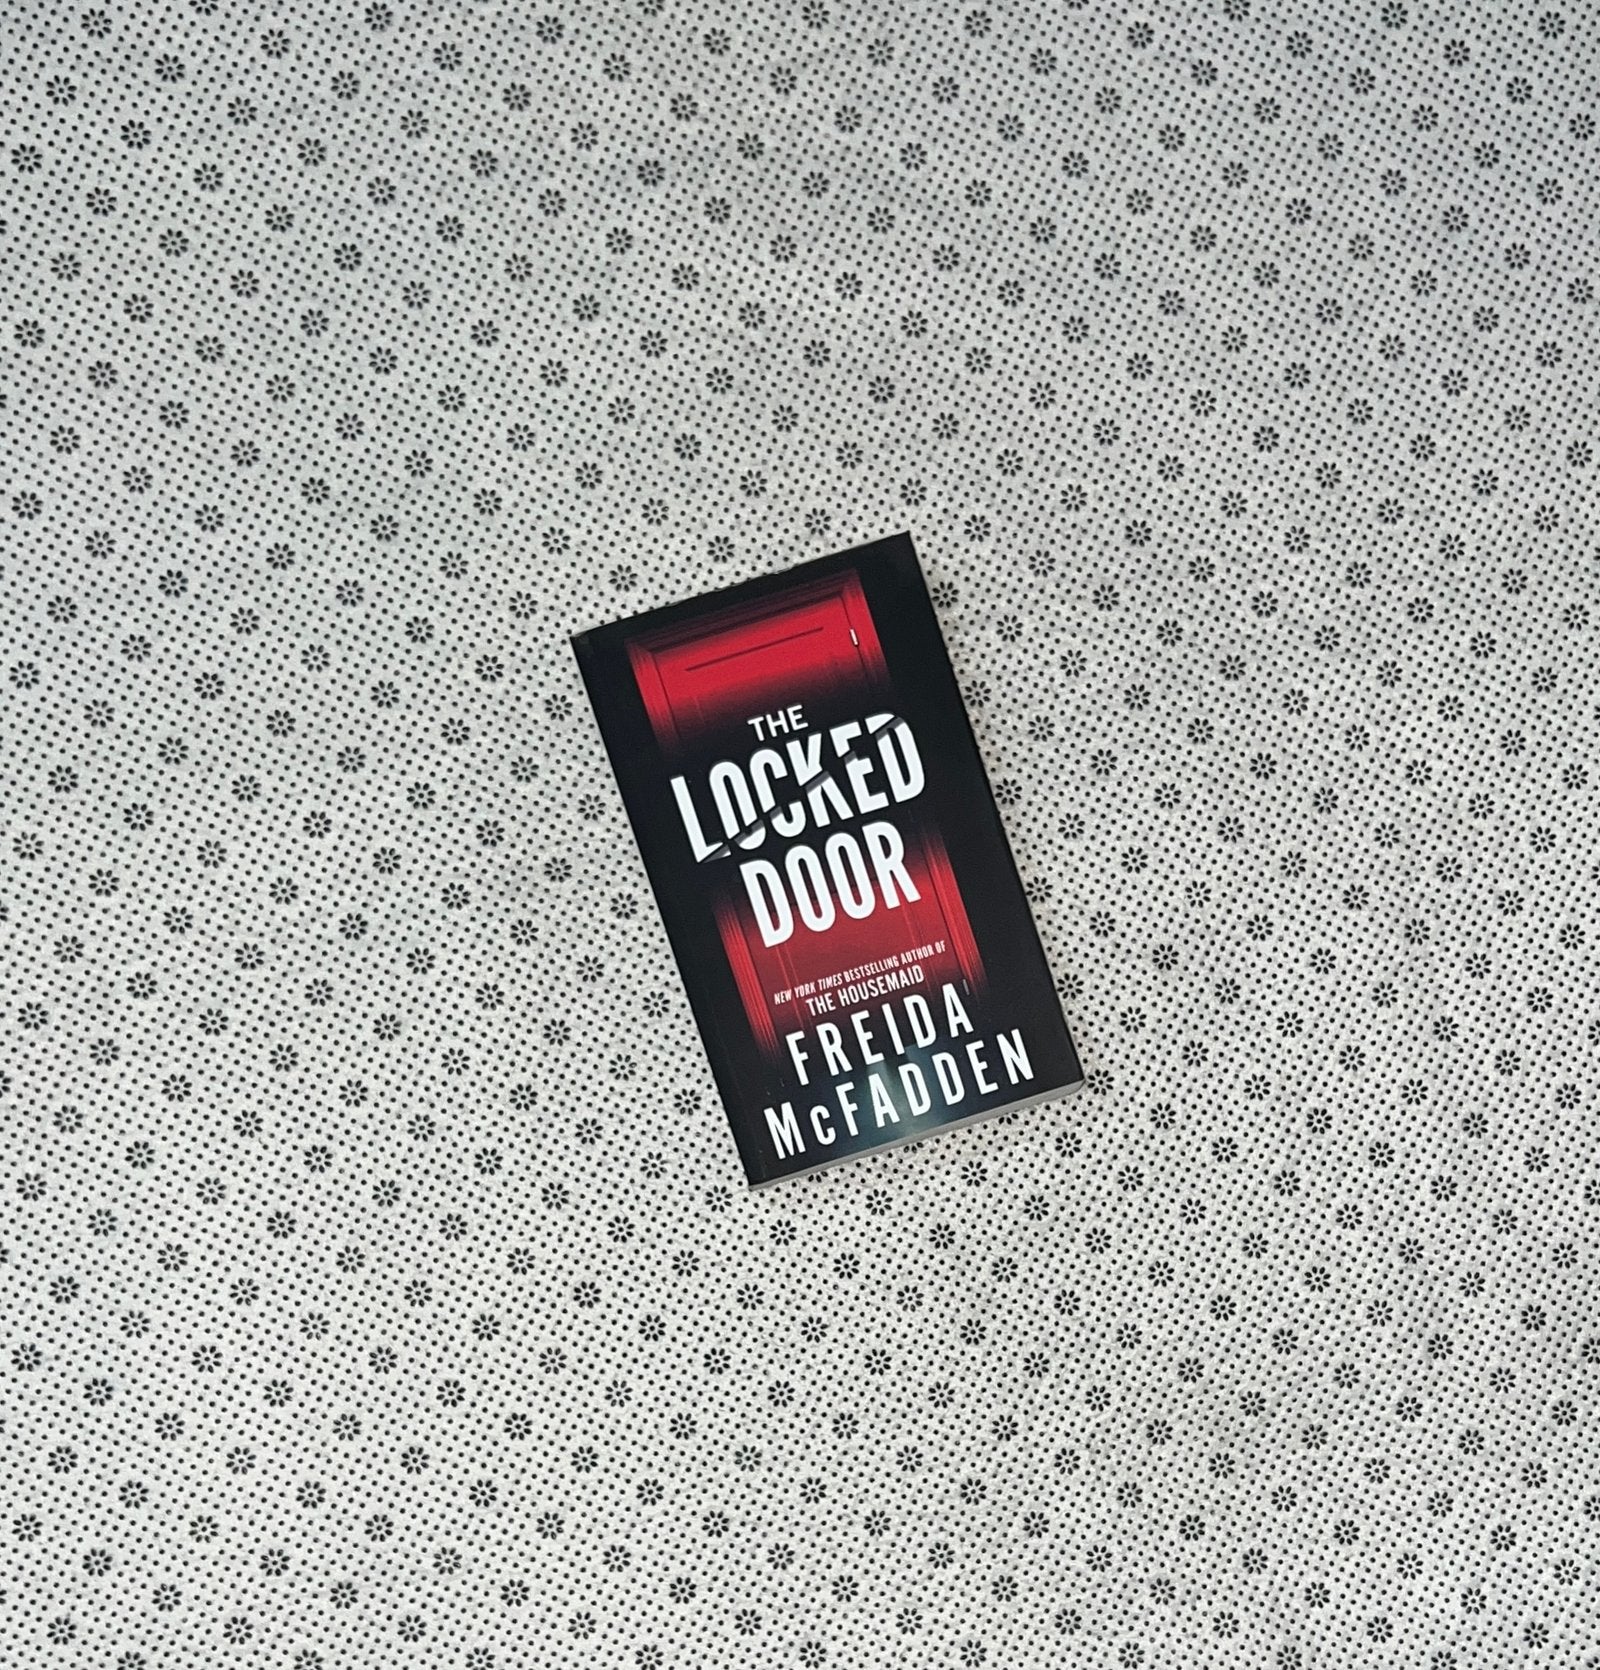 THE
LOCKED
DOOR
NEW YORK TIMES BESTSELLING AUTHOR OF
THE HOUSEMAID
FREIDA
McFADDEN